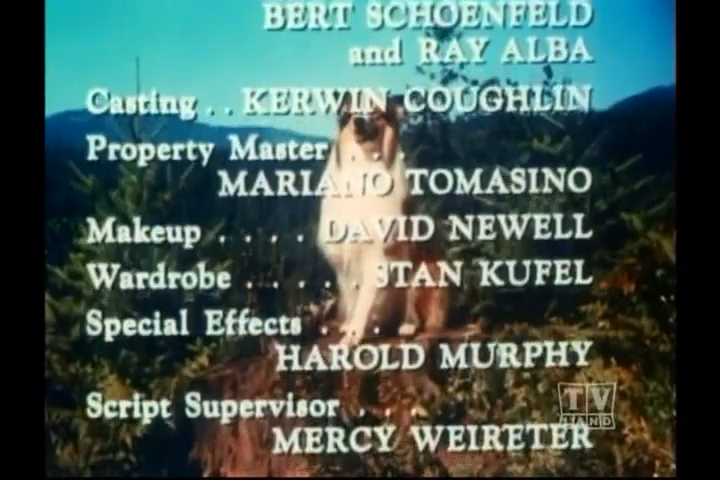 BERT SCHOENFELD
and RAY ALBA
Casting . . KERWIN COUGHLIN
Property Master . . .
MARIANO TOMASINO
Makeup . . . . DAVID NEWELL
Wardrobe . . . . . STAN KUFEL
Special Effects . . .
HAROLD MURPHY
Script Supervisor . . .
MERCY WEIRETER
TV
LAND